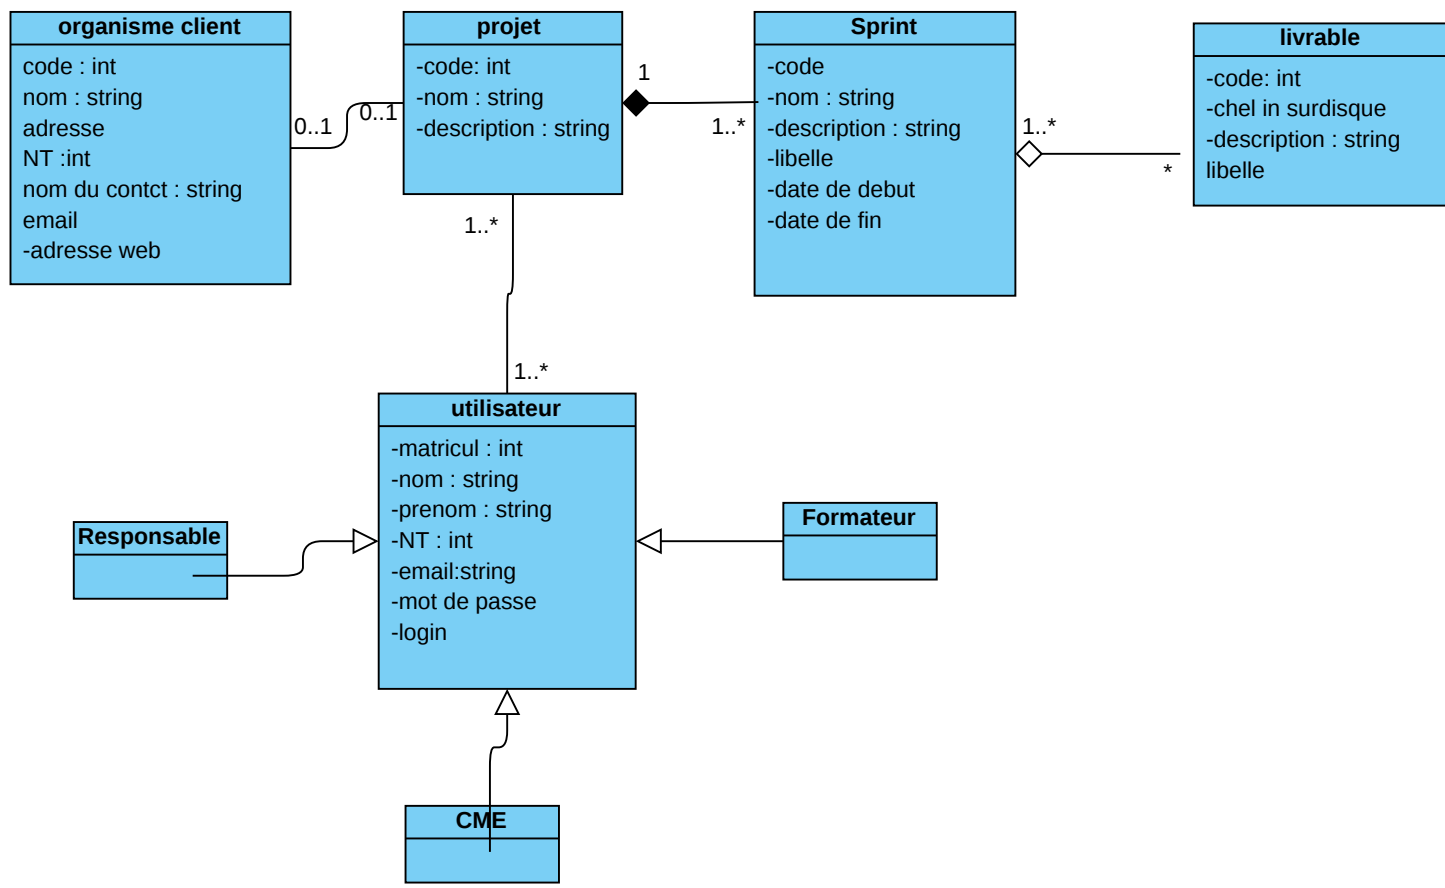 organisme client
code : int
nom : string
adresse
NT :int
nom du contct : string
email
-adresse web
0..1
0..1
projet
-code: int
-nom : string
-description : string
1
1..*
Sprint
-code
-nom : string
-description : string
-libelle
-date de debut
-date de fin
1..*
*
livrable
-code: int
-chel in surdisque
-description : string
libelle
1..*
1..*
utilisateur
-matricul : int
-nom : string
-prenom : string
-NT : int
-email:string
-mot de passe
-login
Responsable
Formateur
CME